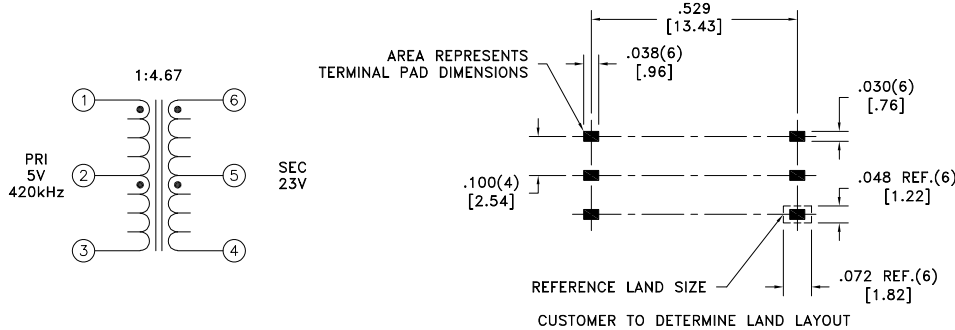 1:4.67
1
6
PRI
5V
420kHz
2
5
SEC
23V
3
4
.529
[13.43]
AREA REPRESENTS
TERMINAL PAD DIMENSIONS
.038(6)
[.96]
.030(6)
[.76]
.100(4)
[2.54]
.048 REF.(6)
[1.22]
REFERENCE LAND SIZE
.072 REF.(6)
[1.82]
CUSTOMER TO DETERMINE LAND LAYOUT